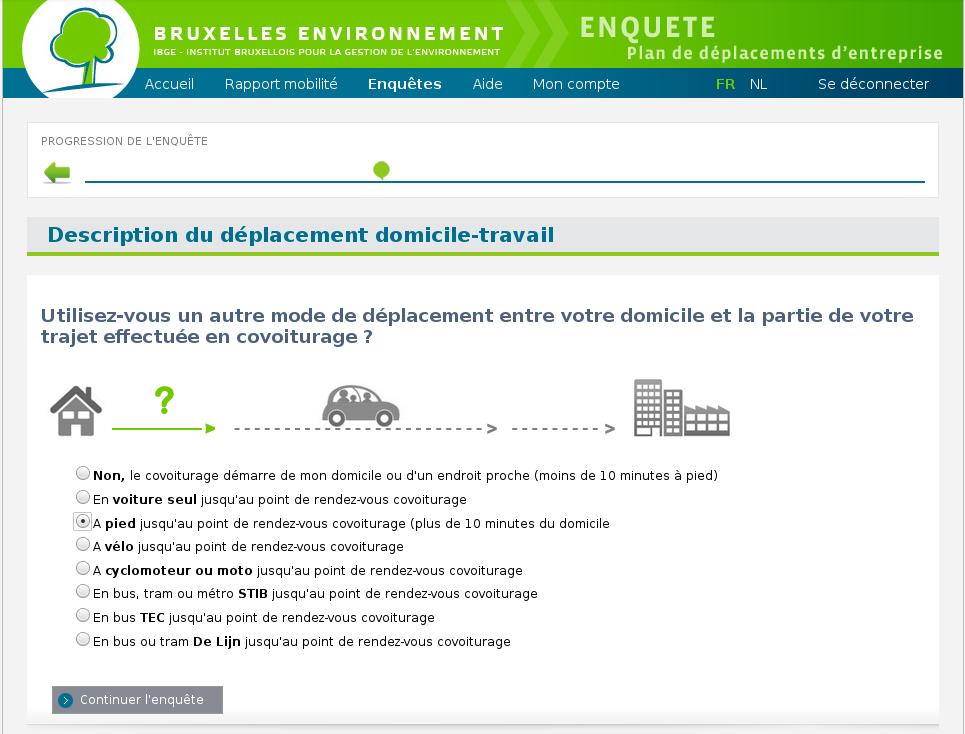 BRUXELLES ENVIRONNEMENT
IBGE - INSTITUT BRUXELLOIS POUR LA GESTION DE L'ENVIRONNEMENT
ENQUETE
Plan de déplacements d'entreprise
Accueil Rapport mobilité Enquêtes Aide Mon compte FR NL Se déconnecter
PROGRESSION DE L'ENQUÊTE
Description du déplacement domicile-travail
Utilisez-vous un autre mode de déplacement entre votre domicile et la partie de votre
trajet effectuée en covoiturage ?
?
Non, le covoiturage démarre de mon domicile ou d'un endroit proche (moins de 10 minutes à pied)
En voiture seul jusqu'au point de rendez-vous covoiturage
A pied jusqu'au point de rendez-vous covoiturage (plus de 10 minutes du domicile
A vélo jusqu'au point de rendez-vous covoiturage
A cyclomoteur ou moto jusqu'au point de rendez-vous covoiturage
En bus, tram ou métro STIB jusqu'au point de rendez-vous covoiturage
En bus TEC jusqu'au point de rendez-vous covoiturage
En bus ou tram De Lijn jusqu'au point de rendez-vous covoiturage
Continuer l'enquête